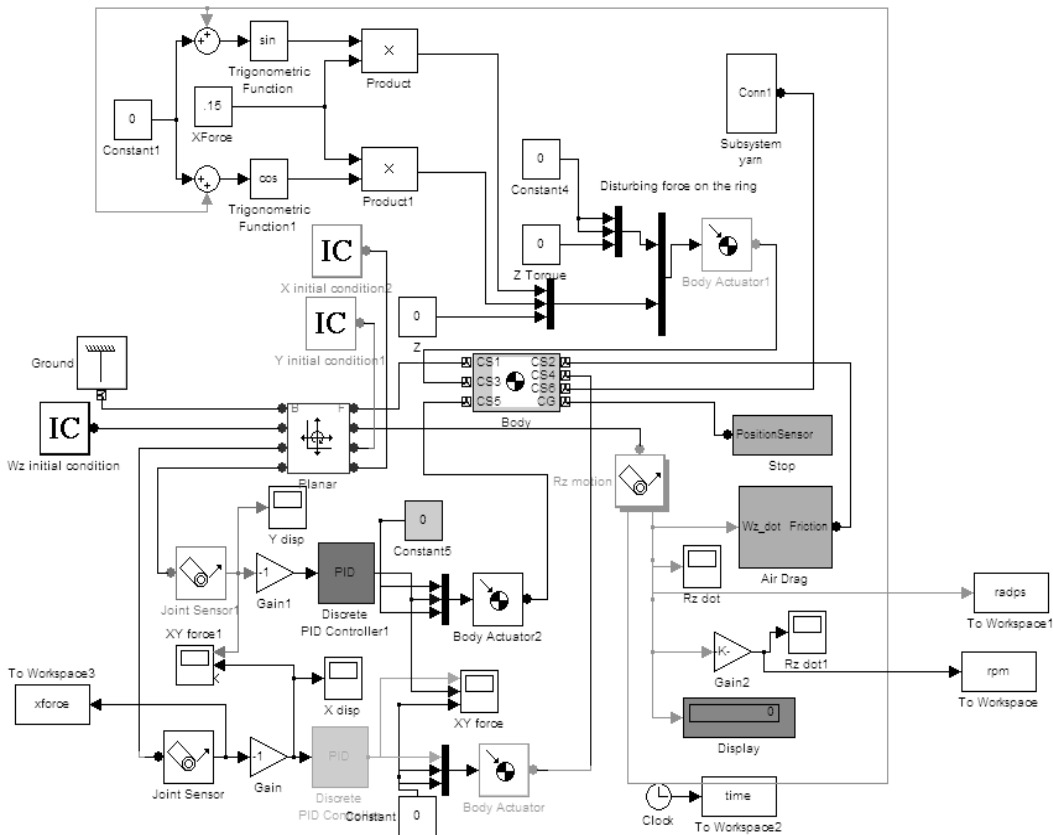 sin
Trigonometric
Function
×
Product
.15
XForce
0
Constant1
cos
Trigonometric
Function1
×
Product1
Conn1
Subsystem
yarn
0
Constant4
Disturbing force on the ring
0
Z Torque
Body Actuator1
IC
X initial condition2
IC
Y initial condition1
0
Z
Ground
IC
Wz initial condition
B
F
Planar
CS1
CS3
CS5
CS2
CS4
CS6
CG
Body
PositionSensor
Stop
Rz motion
Wz_dot
Friction
Air Drag
Y disp
0
Constant5
Joint Sensor1
-1
Gain1
PID
Discrete
PID Controller1
Body Actuator2
Rz dot
radps
To Workspace1
XY force1
X disp
XY force
-K-
Gain2
Rz dot1
rpm
To Workspace
To Workspace3
xforce
0
Display
Joint Sensor
-1
Gain
PID
Discrete
PID Controller
0
Constant
Body Actuator
Clock
time
To Workspace2